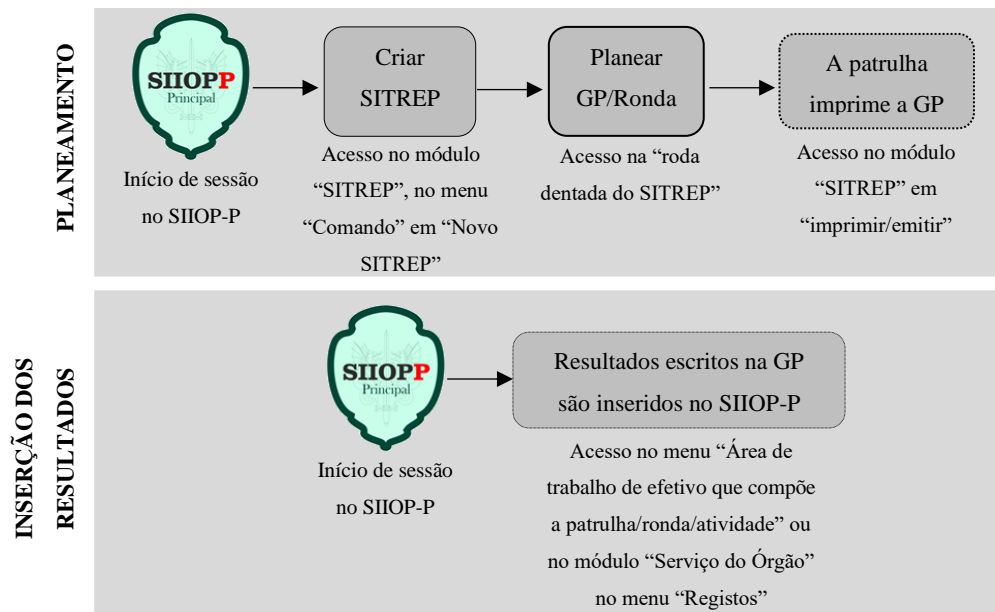 PLANEAMENTO
SIIOPP
Principal
Início de sessão
no SIIOP-P
Criar
SITREP
Acesso no módulo
“SITREP”, no menu
“Comando” em “Novo
SITREP”
Planear
GP/Ronda
Acesso na “roda
dentada do SITREP”
A patrulha
imprime a GP
Acesso no módulo
“SITREP” em
“imprimir/emitir”
INSERÇÃO DOS
RESULTADOS
SIIOPP
Principal
Início de sessão
no SIIOP-P
Resultados escritos na GP
são inseridos no SIIOP-P
Acesso no menu “Área de
trabalho de efetivo que compõe
a patrulha/ronda/atividade” ou
no módulo “Serviço do Órgão”
no menu “Registos”